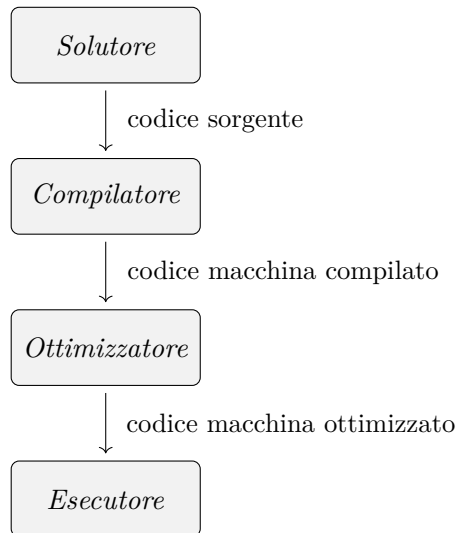 Solutore
codice sorgente
Compilatore
codice macchina compilato
Ottimizzatore
codice macchina ottimizzato
Esecutore